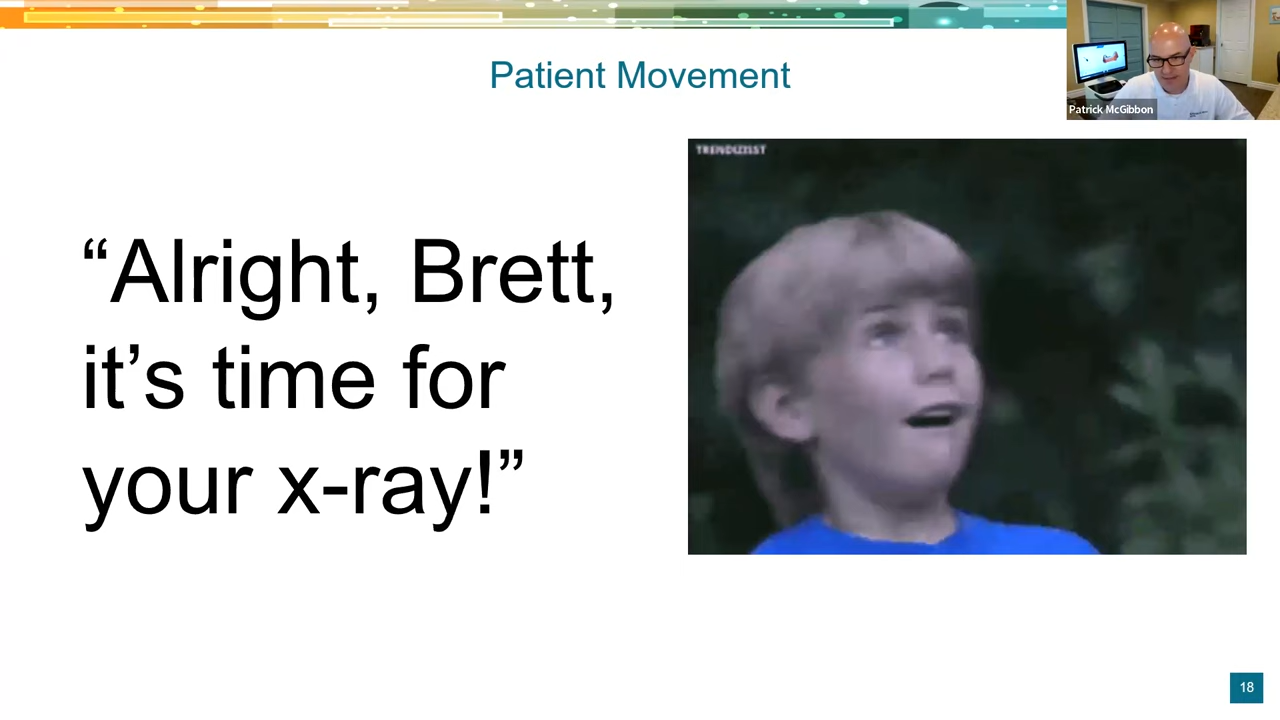 Patient Movement
Patrick McGibbon
TRENDIZISST
“Alright, Brett,
it’s time for
your x-ray!”
18